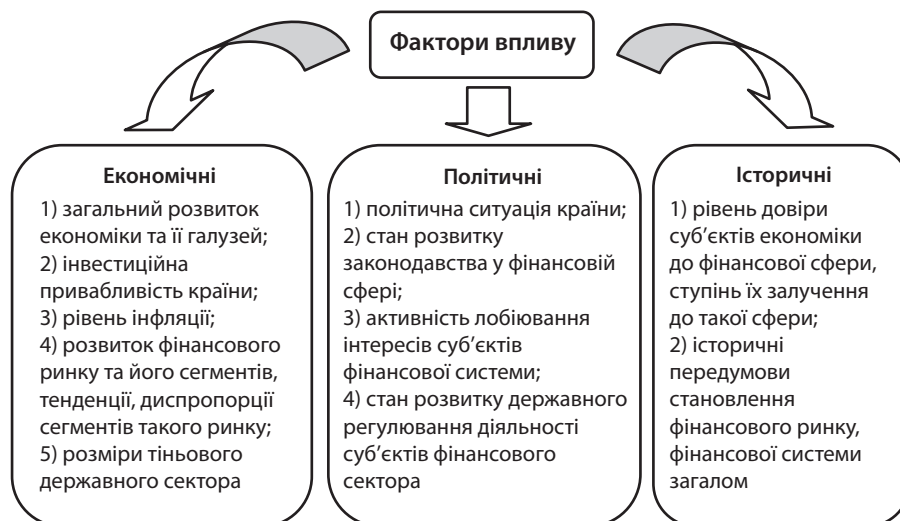 Фактори впливу
Економічні
1) загальний розвиток
економіки та її галузей;
2) інвестиційна
привабливість країни;
3) рівень інфляції;
4) розвиток фінансового
ринку та його сегментів,
тенденції, диспропорції
сегментів такого ринку;
5) розміри тіньового
державного сектора
Політичні
1) політична ситуація країни;
2) стан розвитку
законодавства у фінансовій
сфері;
3) активність лобіювання
інтересів суб’єктів
фінансової системи;
4) стан розвитку державного
регулювання діяльності
суб’єктів фінансового
сектора
Історичні
1) рівень довіри
суб’єктів економіки
до фінансової сфери,
ступінь їх залучення
до такої сфери;
2) історичні
передумови
становлення
фінансового ринку,
фінансової системи
загалом